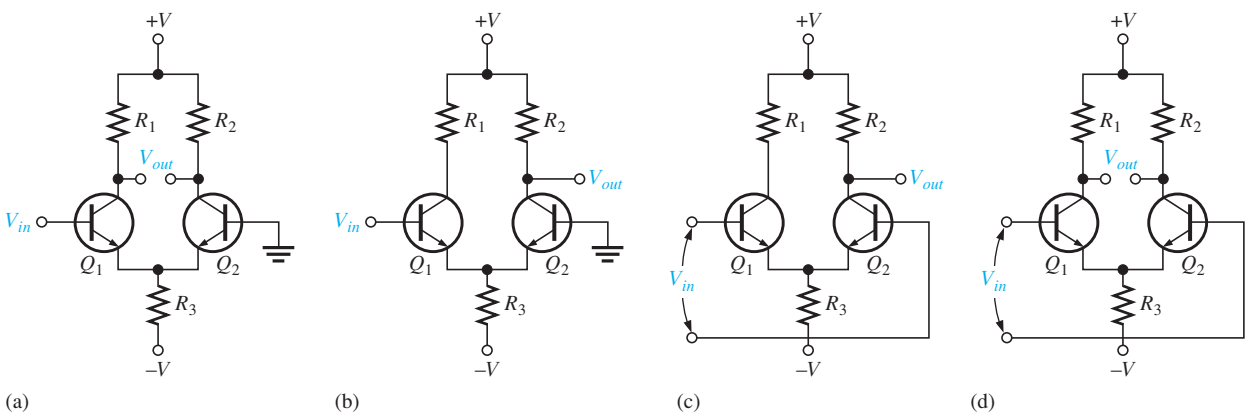 +V
R1
R2
Vout
Vin
Q1
Q2
R3
–V
(a)
+V
R1
R2
Vout
Vin
Q1
Q2
R3
–V
(b)
+V
R1
R2
Vout
Q1
Q2
Vin
R3
–V
(c)
+V
R1
R2
Vout
Q1
Q2
Vin
R3
–V
(d)